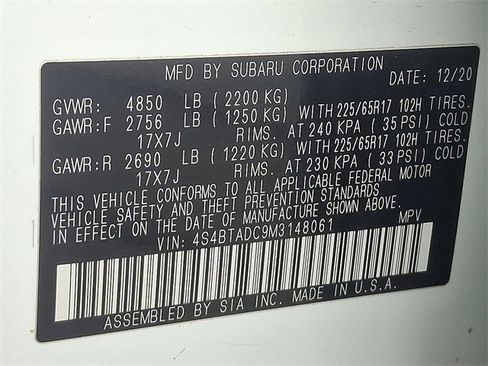 MFD BY SUBARU CORPORATION
DATE: 12/20
GVWR: 4850 LB (2200 KG)
GAWR:F 2756 LB (1250 KG) WITH 225/65R17 102H TIRES.
17X7J RIMS. AT 240 KPA (35 PSI) COLD
GAWR:R 2690 LB (1220 KG) WITH 225/65R17 102H TIRES.
17X7J RIMS. AT 230 KPA (33 PSI) COLD
THIS VEHICLE CONFORMS TO ALL APPLICABLE FEDERAL MOTOR
VEHICLE SAFETY AND THEFT PREVENTION STANDARDS
IN EFFECT ON THE DATE OF MANUFACTURE SHOWN ABOVE.
VIN: 4S4BTADC9M3148061 MPV
ASSEMBLED BY SIA INC. MADE IN U.S.A.